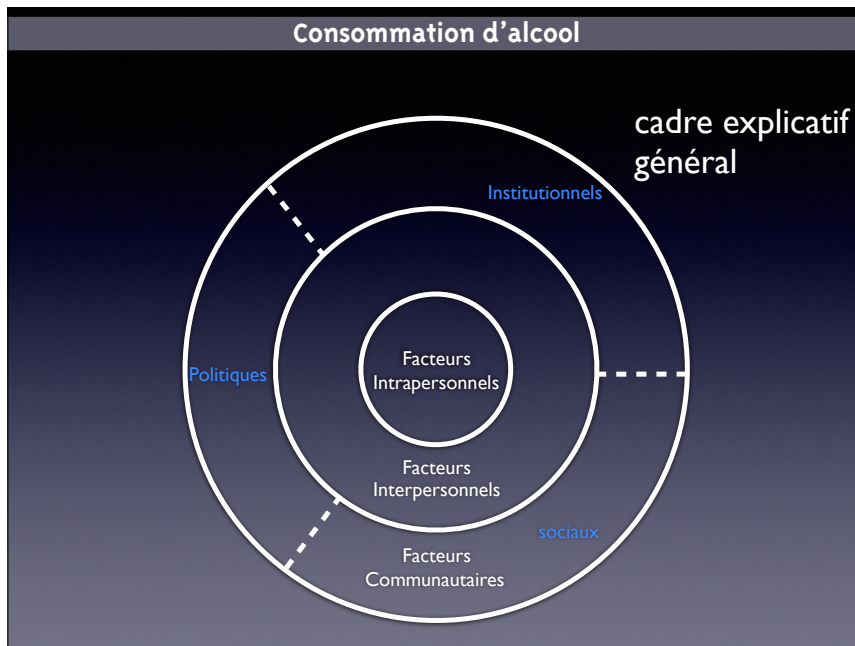 Consommation d'alcool
cadre explicatif
général
Institutionnels
Facteurs
Intrapersonnels
Politiques
Facteurs
Interpersonnels
sociaux
Facteurs
Communautaires